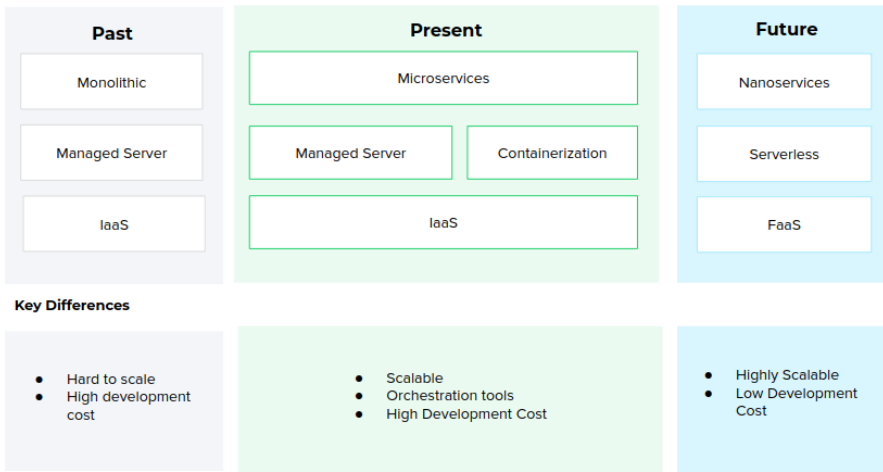 Past
Monolithic
Managed Server
IaaS
Present
Microservices
Managed Server
Containerization
IaaS
Future
Nanoservices
Serverless
FaaS
Key Differences
● Hard to scale
● High development
cost
● Scalable
● Orchestration tools
● High Development Cost
● Highly Scalable
● Low Development
Cost